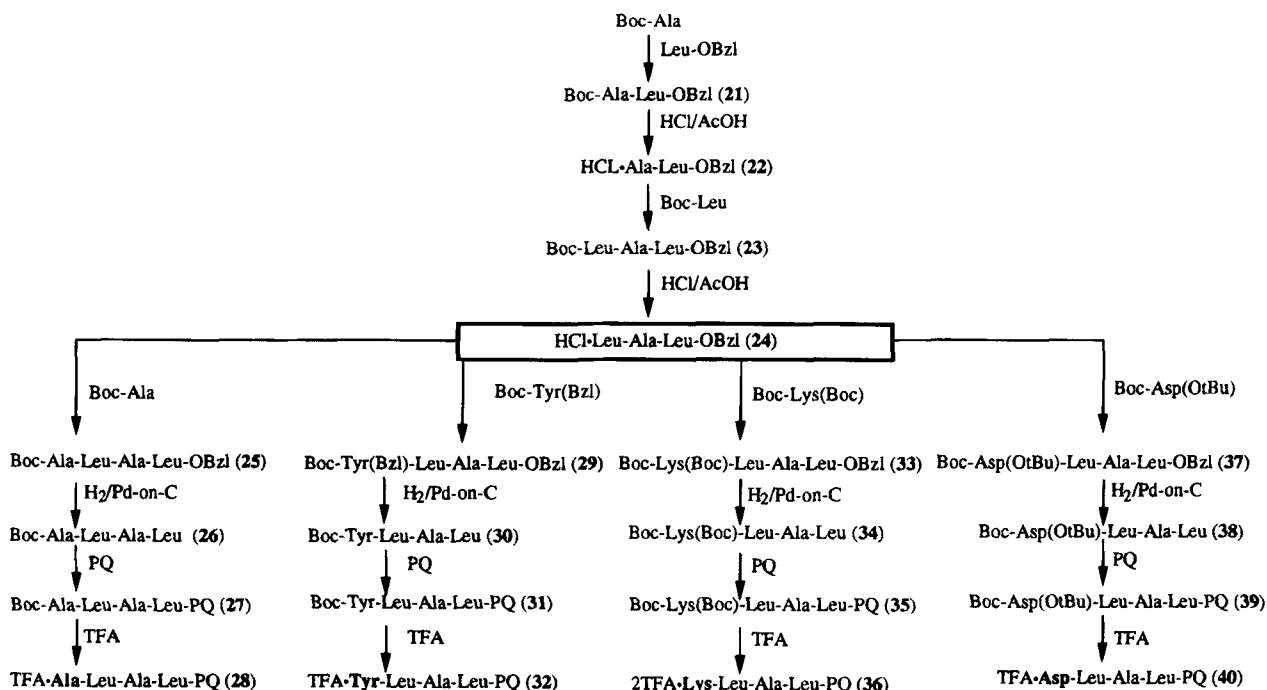 Boc-Ala
Leu-OBzl
Boc-Ala-Leu-OBzl (21)
HCl/AcOH
HCL•Ala-Leu-OBzl (22)
Boc-Leu
Boc-Leu-Ala-Leu-OBzl (23)
HCl/AcOH
HCl•Leu-Ala-Leu-OBzl (24)
Boc-Ala
Boc-Tyr(Bzl)
Boc-Lys(Boc)
Boc-Asp(OtBu)
Boc-Ala-Leu-Ala-Leu-OBzl (25)
Boc-Tyr(Bzl)-Leu-Ala-Leu-OBzl (29)
Boc-Lys(Boc)-Leu-Ala-Leu-OBzl (33)
Boc-Asp(OtBu)-Leu-Ala-Leu-OBzl (37)
H₂/Pd-on-C
H₂/Pd-on-C
H₂/Pd-on-C
H₂/Pd-on-C
Boc-Ala-Leu-Ala-Leu (26)
Boc-Tyr-Leu-Ala-Leu (30)
Boc-Lys(Boc)-Leu-Ala-Leu (34)
Boc-Asp(OtBu)-Leu-Ala-Leu (38)
PQ
PQ
PQ
PQ
Boc-Ala-Leu-Ala-Leu-PQ (27)
Boc-Tyr-Leu-Ala-Leu-PQ (31)
Boc-Lys(Boc)-Leu-Ala-Leu-PQ (35)
Boc-Asp(OtBu)-Leu-Ala-Leu-PQ (39)
TFA
TFA
TFA
TFA
TFA•Ala-Leu-Ala-Leu-PQ (28)
TFA•Tyr-Leu-Ala-Leu-PQ (32)
2TFA•Lys-Leu-Ala-Leu-PQ (36)
TFA•Asp-Leu-Ala-Leu-PQ (40)